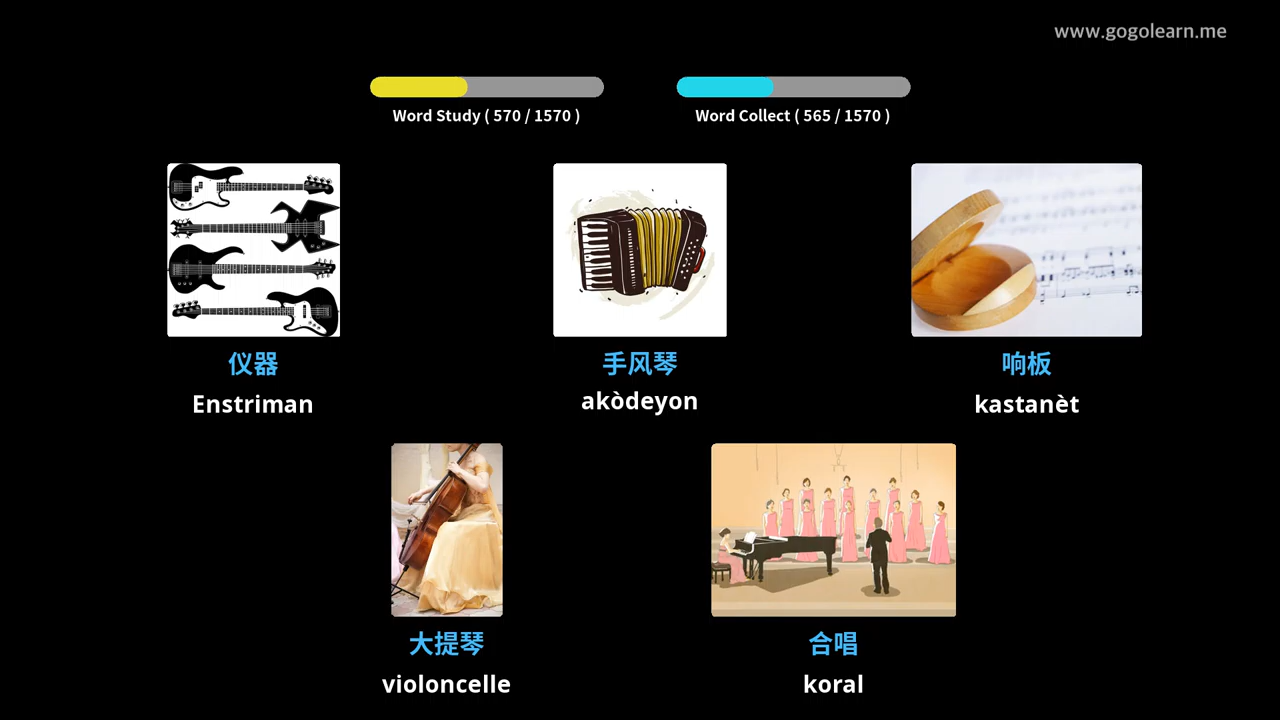 www.gogolearn.me
Word Study ( 570 / 1570 )
Word Collect ( 565 / 1570 )
仪器
手风琴
响板
Enstriman
akòdeyon
kastanèt
大提琴
合唱
violoncelle
koral